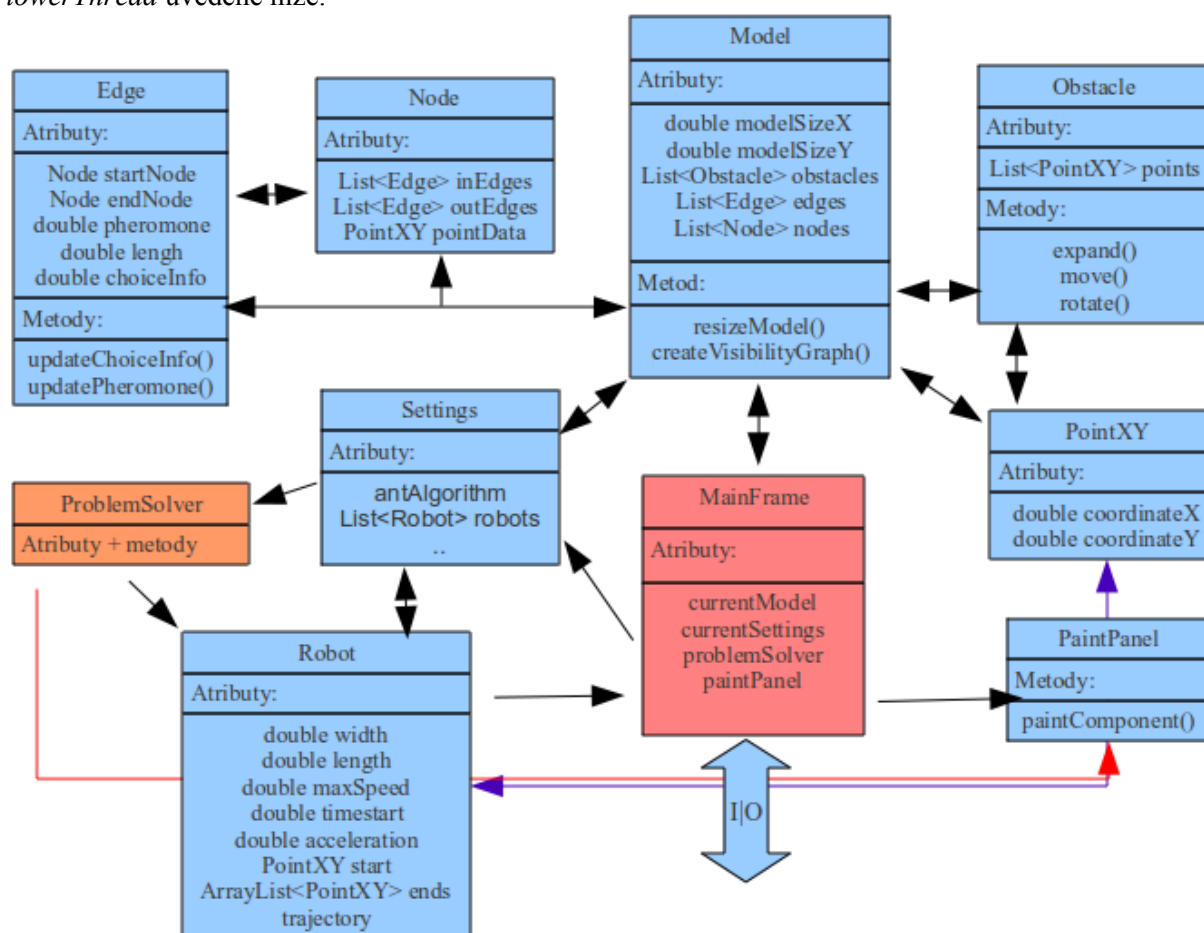 lowerThread uvedené níže.
Edge
Atributy:
Node startNode
Node endNode
double pheromone
double lengh
double choiceInfo
Metody:
updateChoiceInfo()
updatePheromone()
Node
Atributy:
List<Edge> inEdges
List<Edge> outEdges
PointXY pointData
Model
Atributy:
double modelSizeX
double modelSizeY
List<Obstacle> obstacles
List<Edge> edges
List<Node> nodes
Metod:
resizeModel()
createVisibilityGraph()
Obstacle
Atributy:
List<PointXY> points
Metody:
expand()
move()
rotate()
Settings
Atributy:
antAlgorithm
List<Robot> robots
..
ProblemSolver
Atributy + metody
MainFrame
Atributy:
currentModel
currentSettings
problemSolver
paintPanel
PointXY
Atributy:
double coordinateX
double coordinateY
Robot
Atributy:
double width
double length
double maxSpeed
double timestart
double acceleration
PointXY start
ArrayList<PointXY> ends
trajectory
PaintPanel
Metody:
paintComponent()
I|O